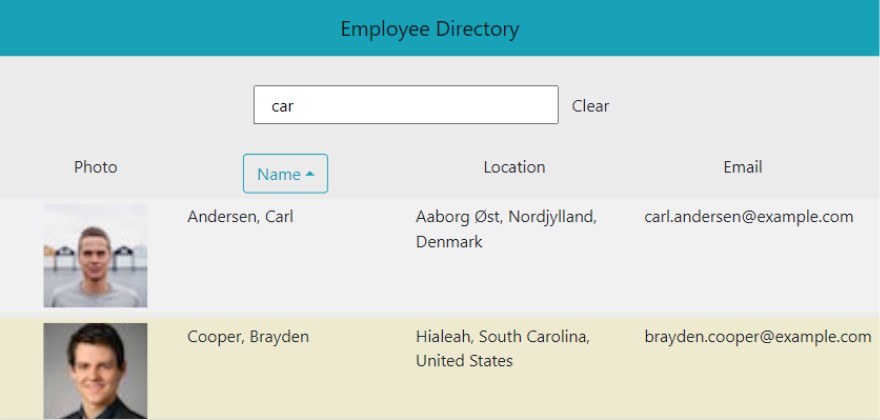 Employee Directory
car
Clear
Photo
Name
Location
Email
Andersen, Carl
Aaborg Øst, Nordjylland,
Denmark
carl.andersen@example.com
Cooper, Brayden
Hialeah, South Carolina,
United States
brayden.cooper@example.com